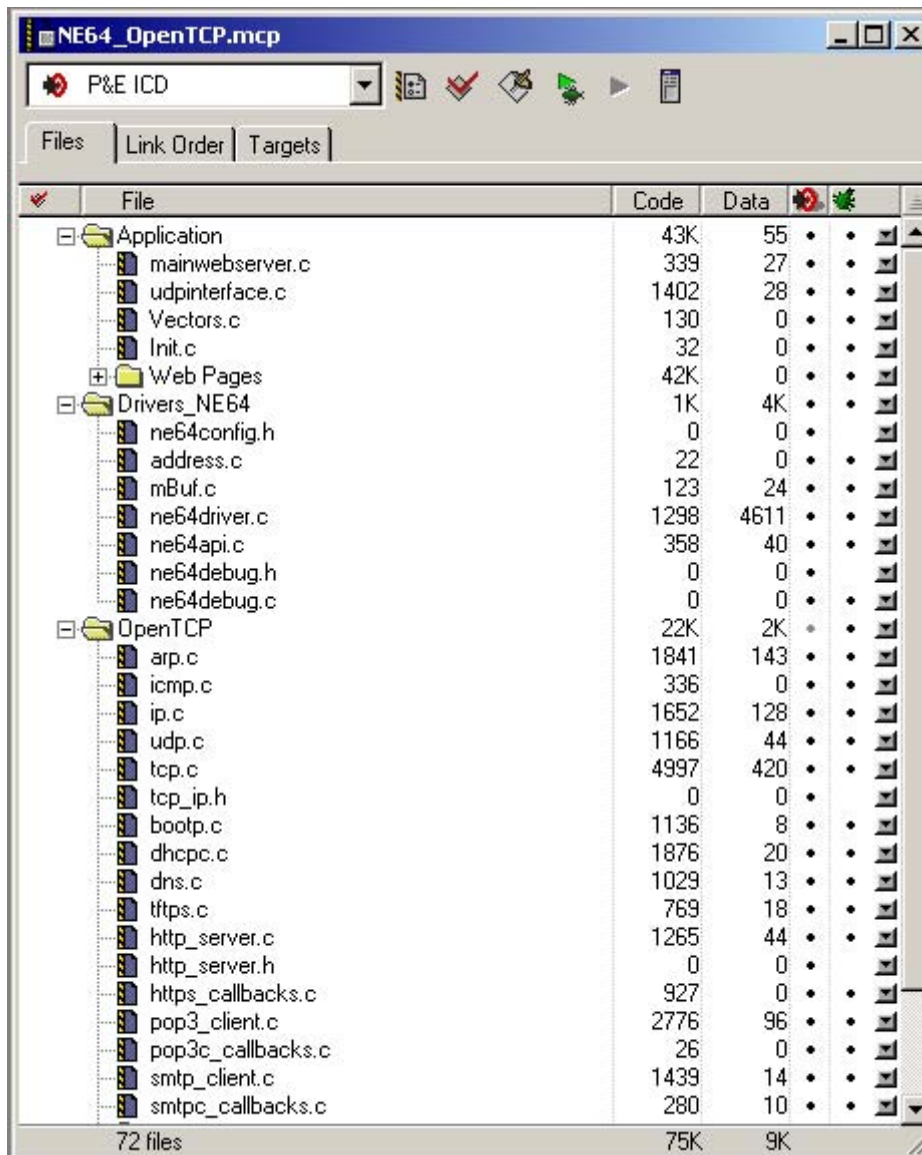 NE64_OpenTCP.mcp
P&E ICD
Files Link Order Targets
File Code Data
Application 43K 55
mainwebserver.c 339 27
udpinterface.c 1402 28
Vectors.c 130 0
Init.c 32 0
Web Pages 42K 0
Drivers_NE64 1K 4K
ne64config.h 0 0
address.c 22 0
mBuf.c 123 24
ne64driver.c 1298 4611
ne64api.c 358 40
ne64debug.h 0 0
ne64debug.c 0 0
OpenTCP 22K 2K
arp.c 1841 143
icmp.c 336 0
ip.c 1652 128
udp.c 1166 44
tcp.c 4997 420
tcp_ip.h 0 0
bootp.c 1136 8
dhcpc.c 1876 20
dns.c 1029 13
tftps.c 769 18
http_server.c 1265 44
http_server.h 0 0
https_callbacks.c 927 0
pop3_client.c 2776 96
pop3c_callbacks.c 26 0
smtp_client.c 1439 14
smtpc_callbacks.c 280 10
72 files 75K 9K